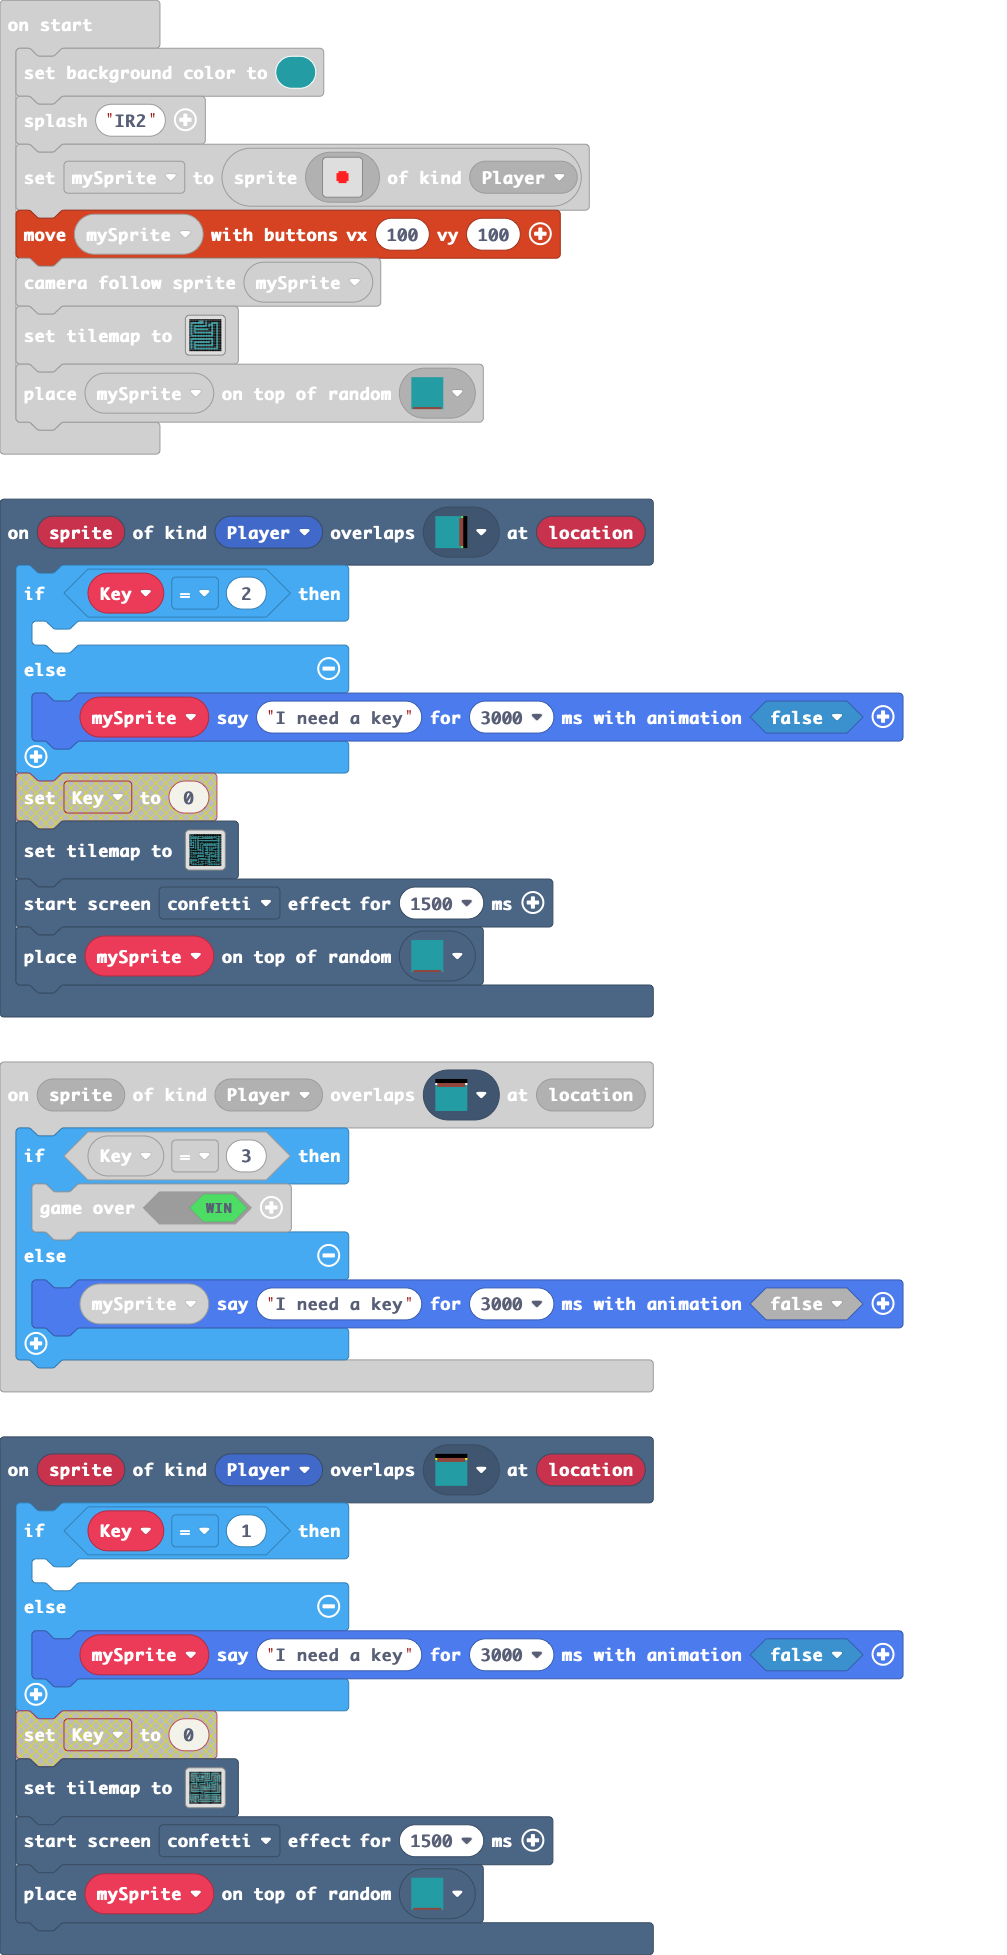 on start
set background color to
splash "IR2"
set mySprite to sprite of kind Player
move mySprite with buttons vx 100 vy 100
camera follow sprite mySprite
set tilemap to
place mySprite on top of random
on sprite of kind Player overlaps at location
if Key = 2 then
else
mySprite say "I need a key" for 3000 ms with animation false
set Key to 0
set tilemap to
start screen confetti effect for 1500 ms
place mySprite on top of random
on sprite of kind Player overlaps at location
if Key = 3 then
game over WIN
else
mySprite say "I need a key" for 3000 ms with animation false
on sprite of kind Player overlaps at location
if Key = 1 then
else
mySprite say "I need a key" for 3000 ms with animation false
set Key to 0
set tilemap to
start screen confetti effect for 1500 ms
place mySprite on top of random